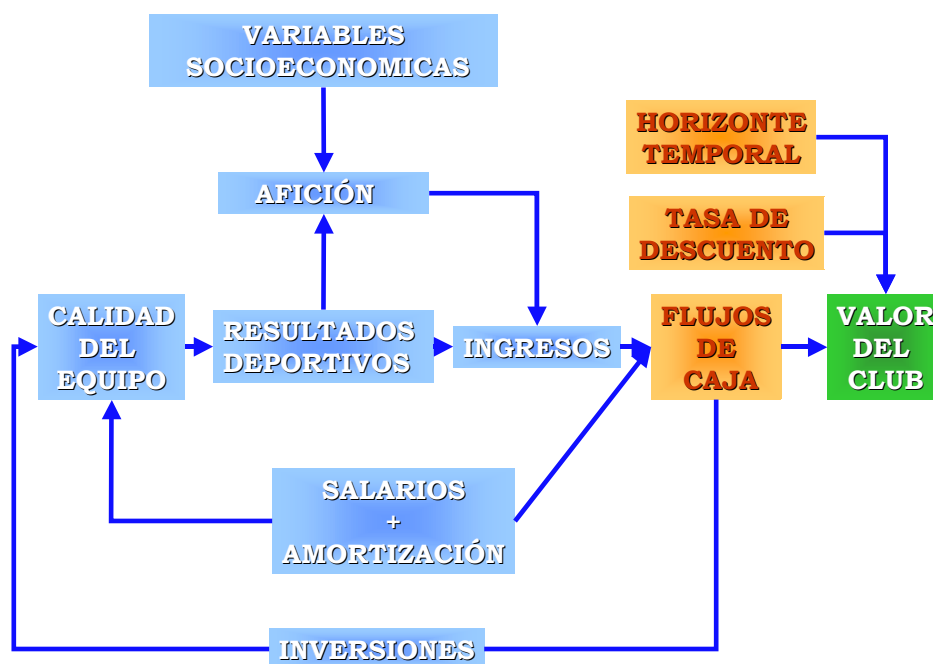 VARIABLES
SOCIOECONOMICAS
HORIZONTE
TEMPORAL
AFICIÓN
TASA DE
DESCUENTO
CALIDAD
DEL
EQUIPO
RESULTADOS
DEPORTIVOS
INGRESOS
FLUJOS
DE
CAJA
VALOR
DEL
CLUB
SALARIOS
+
AMORTIZACIÓN
INVERSIONES